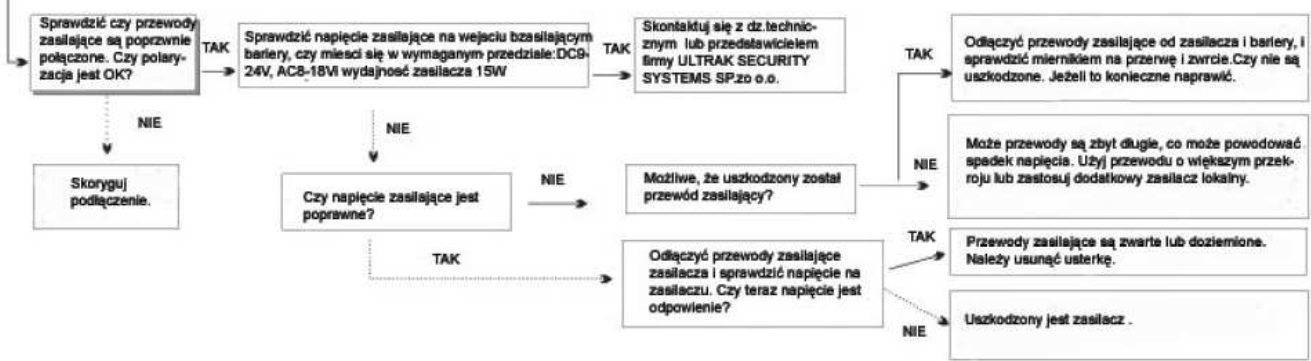 Sprawdzić czy przewody
zasilające są poprzwnie
połączone. Czy polary-
zacja jest OK?
TAK
Sprawdzić napięcie zasilające na wejsciu bzasilającym
bariery, czy miesci się w wymaganym przedziale:DC9-
24V, AC8-18Vi wydajnosć zasilacza 15W
TAK
Skontaktuj się z dz.technic-
znym lub przedstawicielem
firmy ULTRAK SECURITY
SYSTEMS SP.zo o.o.
TAK
Odłączyć przewody zasilające od zasilacza i bariery, i
sprawdzić miernikiem na przerwę i zwrcie.Czy nie są
uszkodzone. Jeżeli to konieczne naprawić.
NIE
Skoryguj
podłączenie.
NIE
Czy napięcie zasilające jest
poprawne?
NIE
Możliwe, że uszkodzony został
przewód zasilający?
NIE
Może przewody są zbyt długie, co może powodować
spadek napięcia. Użyj przewodu o większym przek-
roju lub zastosuj dodatkowy zasilacz lokalny.
TAK
Odłączyć przewody zasilające
zasilacza i sprawdzić napięcie na
zasilaczu. Czy teraz napięcie jest
odpowienie?
TAK
Przewody zasilające są zwarte lub doziemione.
Należy usunąć usterkę.
NIE
Uszkodzony jest zasilacz .